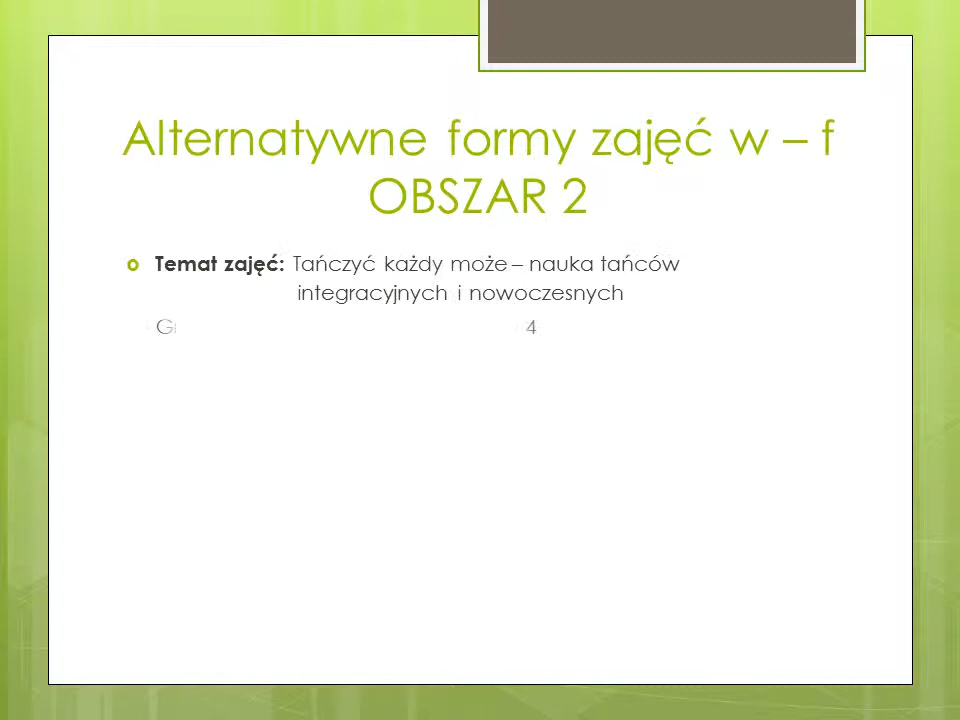 Alternatywne formy zajęć w – f
OBSZAR 2
Temat zajęć: Tańczyć każdy może – nauka tańców
integracyjnych i nowoczesnych
4